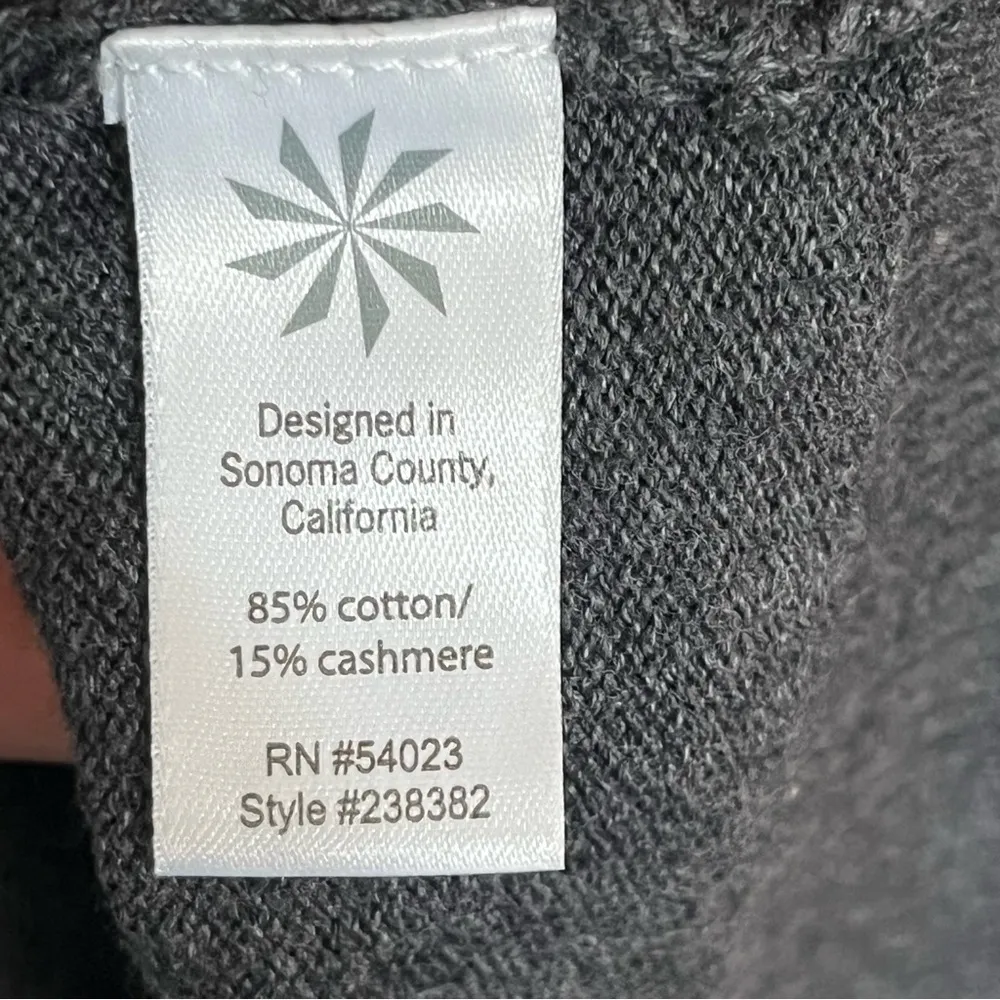 Designed in
Sonoma County,
California
85% cotton/
15% cashmere
RN #54023
Style #238382